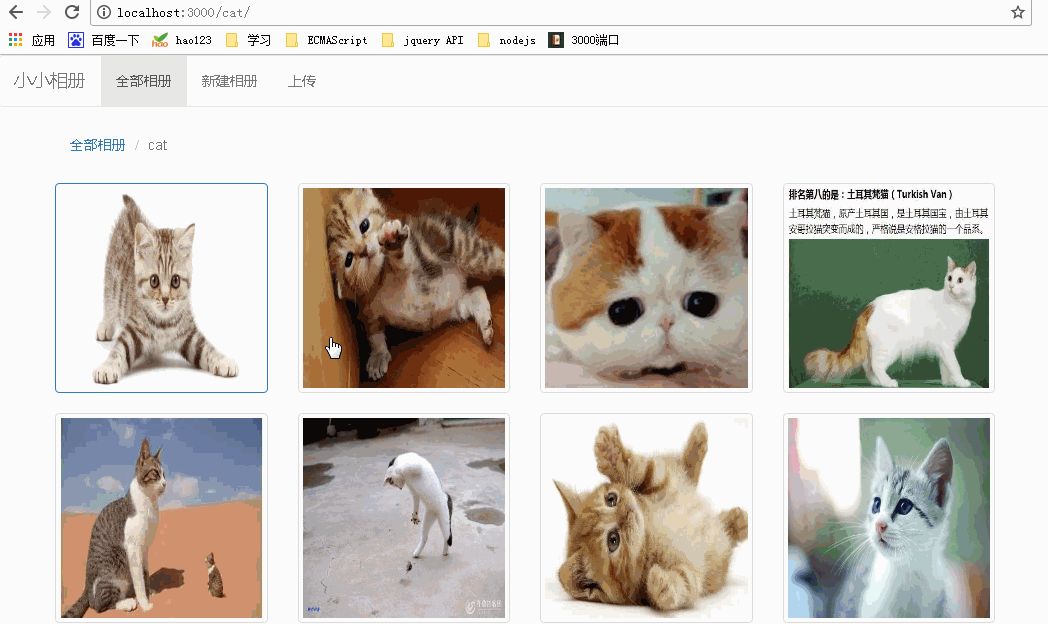 localhost:3000/cat/
应用 百度一下 hao123 学习 ECMAScript jquery API nodejs 3000端口
小小相册 全部相册 新建相册 上传
全部相册 / cat
排名第八的是：土耳其梵猫（Turkish Van）
土耳其梵猫，原产土耳其国，是土耳其国宝，由土耳其
安哥拉猫突变而成的，严格说是安格拉猫的一个品系。